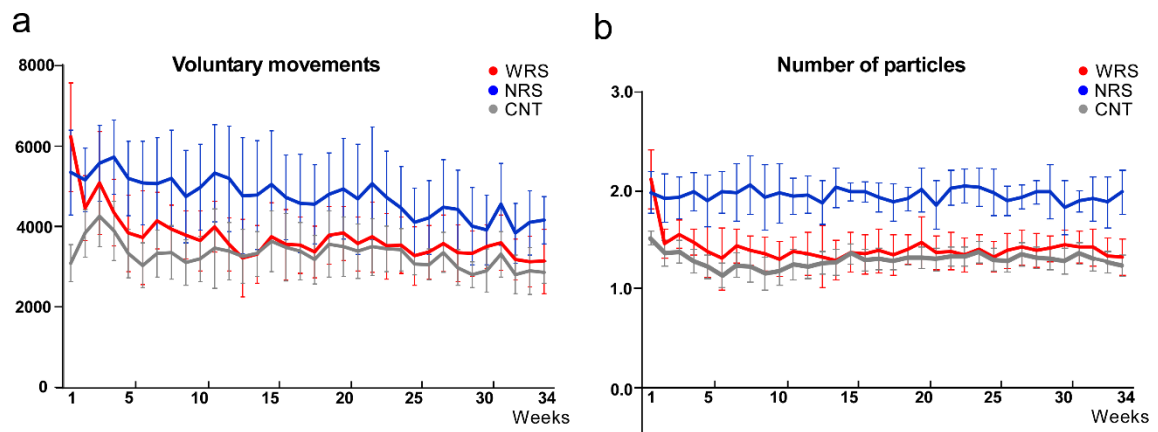 a
Voluntary movements
WRS
NRS
CNT
8000
6000
4000
2000
0
1 5 10 15 20 25 30 34
Weeks
b
Number of particles
WRS
NRS
CNT
3.0
2.0
1.0
0.0
1 5 10 15 20 25 30 34
Weeks